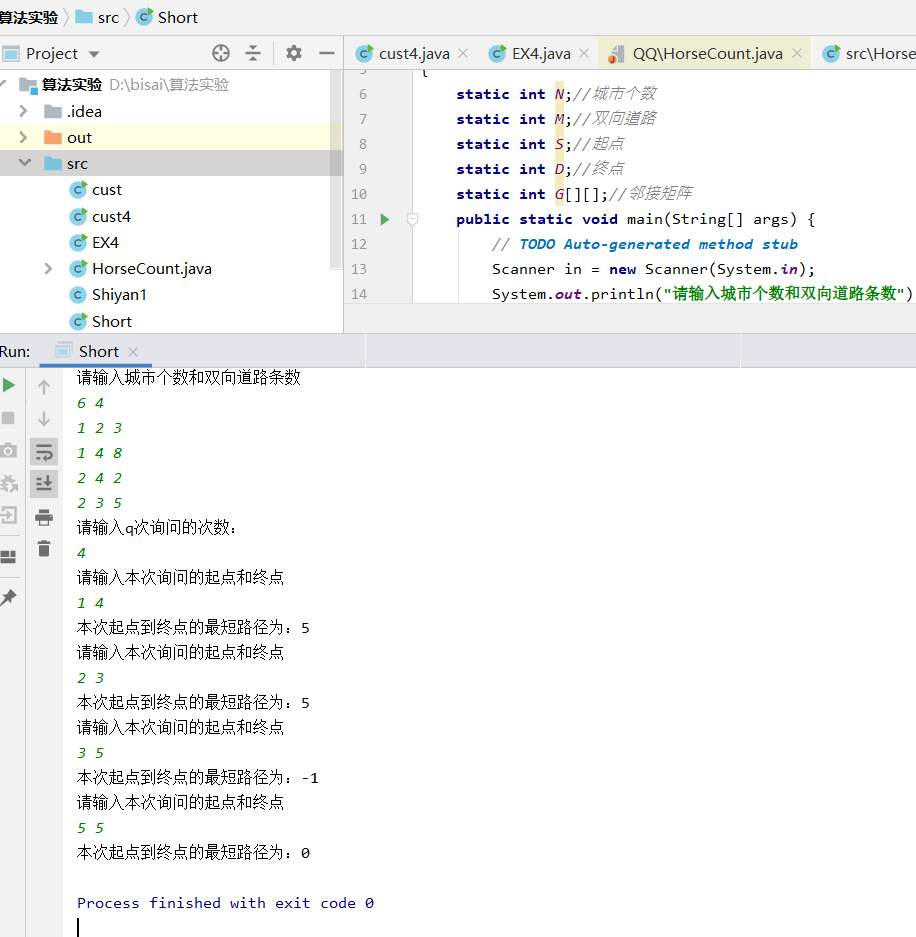 算法实验 src Short
Project
cust4.java EX4.java QQ\HorseCount.java src\Horse
算法实验 D:\bisai\算法实验
.idea
out
src
cust
cust4
EX4
HorseCount.java
Shiyan1
Short
{
6 static int N;//城市个数
7 static int M;//双向道路
8 static int S;//起点
9 static int D;//终点
10 static int G[][];//邻接矩阵
11 public static void main(String[] args) {
12 // TODO Auto-generated method stub
13 Scanner in = new Scanner(System.in);
14 System.out.println("请输入城市个数和双向道路条数")
Run: Short
请输入城市个数和双向道路条数
6 4
1 2 3
1 4 8
2 4 2
2 3 5
请输入q次询问的次数：
4
请输入本次询问的起点和终点
1 4
本次起点到终点的最短路径为：5
请输入本次询问的起点和终点
2 3
本次起点到终点的最短路径为：5
请输入本次询问的起点和终点
3 5
本次起点到终点的最短路径为：-1
请输入本次询问的起点和终点
5 5
本次起点到终点的最短路径为：0
Process finished with exit code 0